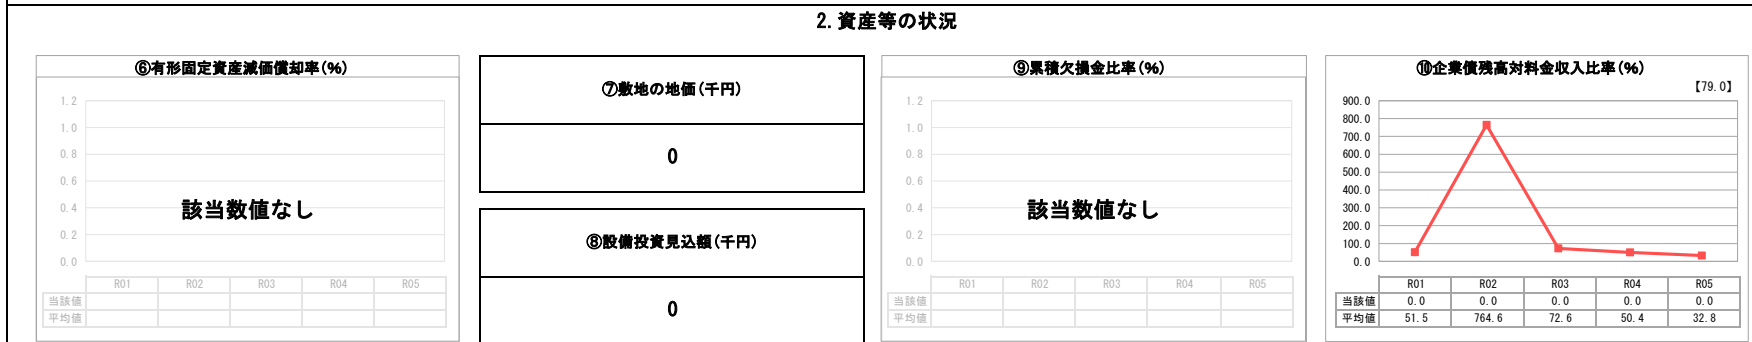 2.資産等の状況
⑥有形固定資産減価償却率(%)
1.2
1.0
0.8
0.6
0.4
0.2
0.0
該当数値なし
R01 R02 R03 R04 R05
当該値
平均値
⑦敷地の地価(千円)
0
⑧設備投資見込額(千円)
0
⑨累積欠損金比率(%)
1.2
1.0
0.8
0.6
0.4
0.2
0.0
該当数値なし
R01 R02 R03 R04 R05
当該値
平均値
⑩企業債残高対料金収入比率(%)
【79.0】
900.0
800.0
700.0
600.0
500.0
400.0
300.0
200.0
100.0
0.0
R01 R02 R03 R04 R05
当該値 0.0 0.0 0.0 0.0 0.0
平均値 51.5 764.6 72.6 50.4 32.8